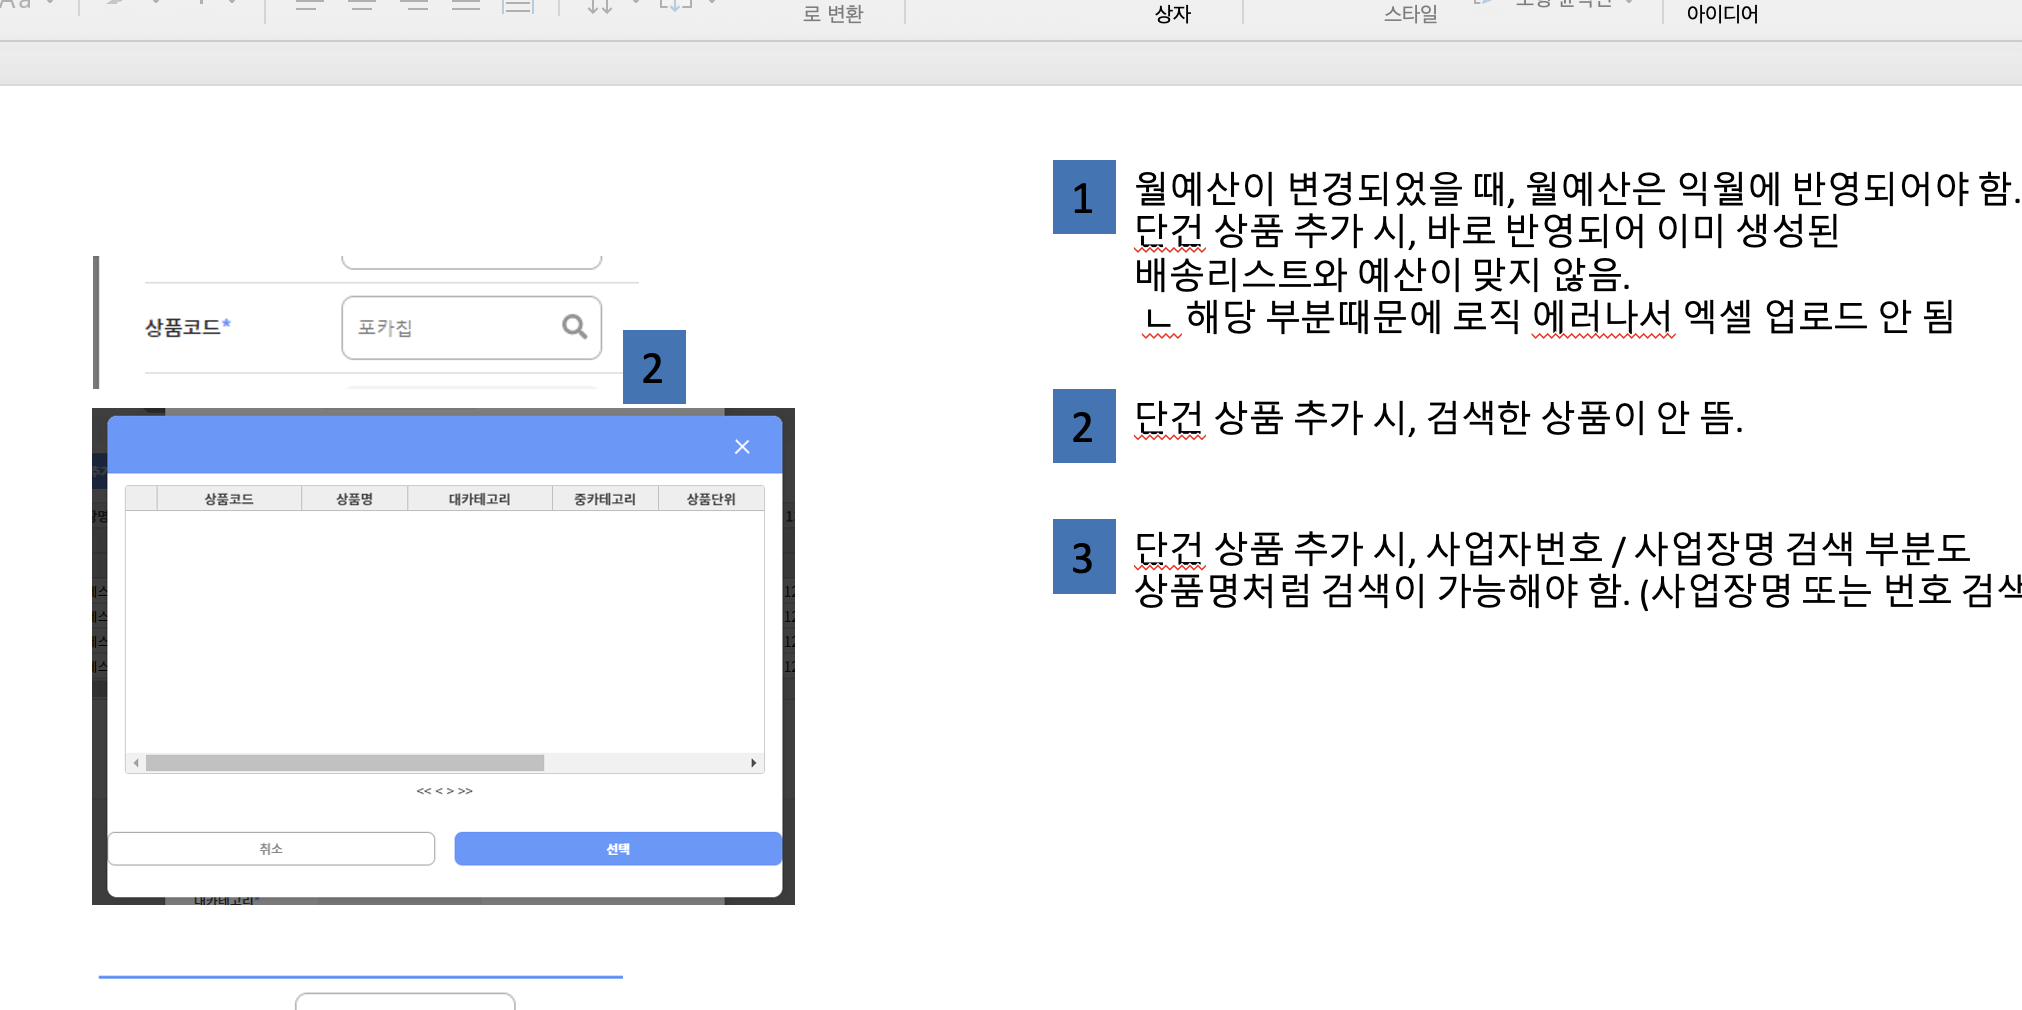 로 변환
상자
스타일
아이디어
상품코드*
포카칩
2
상품코드 상품명 대카테고리 중카테고리 상품단위
<< < > >>
취소
선택
대카테고리*
1
월예산이 변경되었을 때, 월예산은 익월에 반영되어야 함.
단건 상품 추가 시, 바로 반영되어 이미 생성된
배송리스트와 예산이 맞지 않음.
ㄴ 해당 부분때문에 로직 에러나서 엑셀 업로드 안 됨
2
단건 상품 추가 시, 검색한 상품이 안 뜸.
3
단건 상품 추가 시, 사업자번호 / 사업장명 검색 부분도
상품명처럼 검색이 가능해야 함. (사업장명 또는 번호 검색